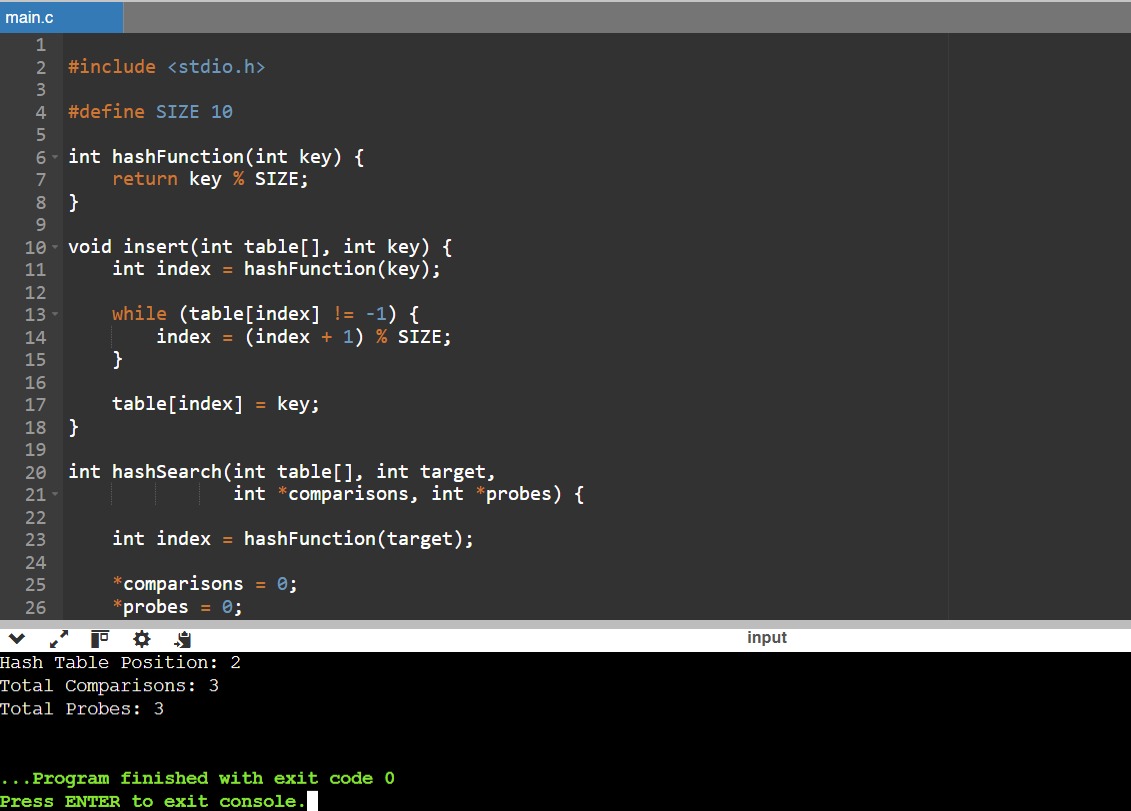 main.c
1
2 #include <stdio.h>
3
4 #define SIZE 10
5
6 int hashFunction(int key) {
7     return key % SIZE;
8 }
9
10 void insert(int table[], int key) {
11     int index = hashFunction(key);
12
13     while (table[index] != -1) {
14         index = (index + 1) % SIZE;
15     }
16
17     table[index] = key;
18 }
19
20 int hashSearch(int table[], int target,
21                int *comparisons, int *probes) {
22
23     int index = hashFunction(target);
24
25     *comparisons = 0;
26     *probes = 0;
input
Hash Table Position: 2
Total Comparisons: 3
Total Probes: 3
...Program finished with exit code 0
Press ENTER to exit console.